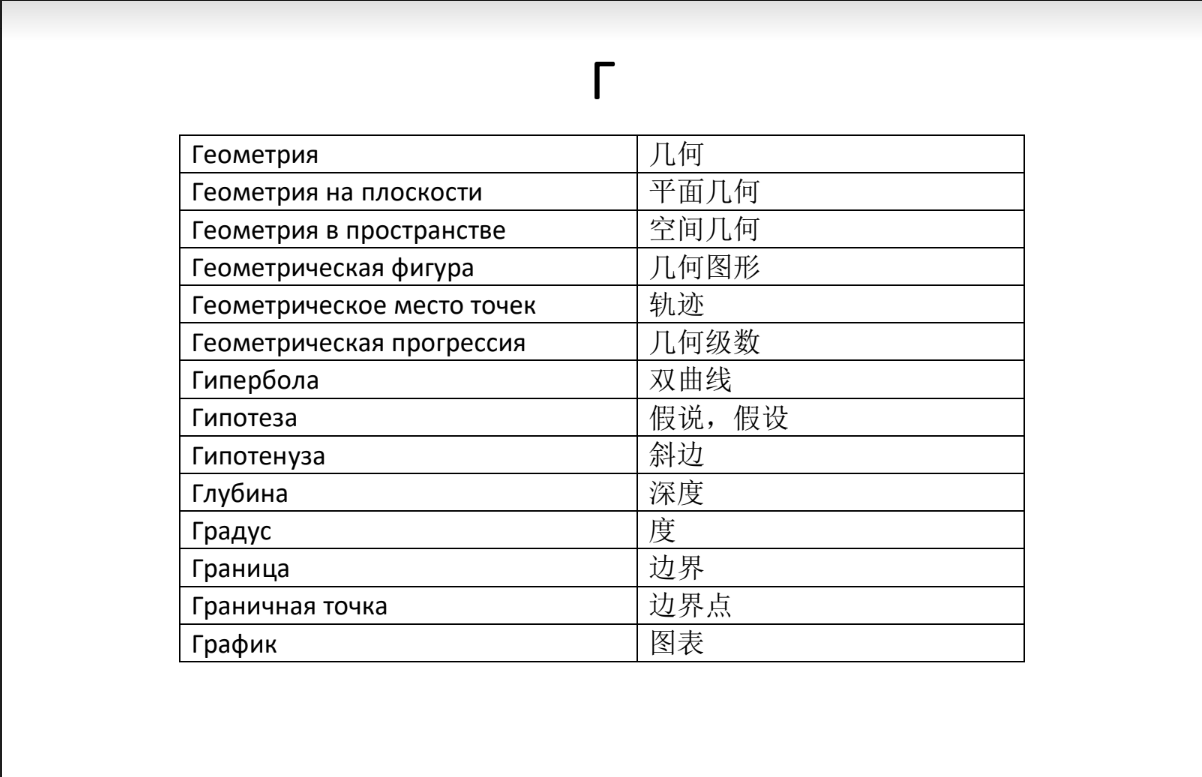 Г
Геометрия 几何
Геометрия на плоскости 平面几何
Геометрия в пространстве 空间几何
Геометрическая фигура 几何图形
Геометрическое место точек 轨迹
Геометрическая прогрессия 几何级数
Гипербола 双曲线
Гипотеза 假说，假设
Гипотенуза 斜边
Глубина 深度
Градус 度
Граница 边界
Граничная точка 边界点
График 图表